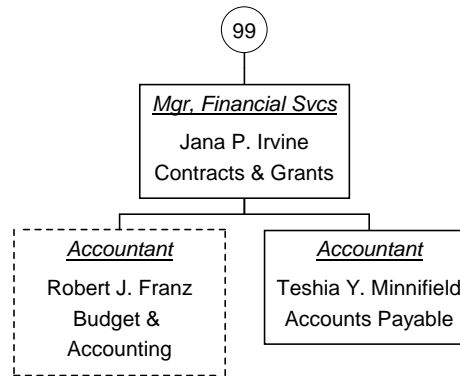 99
Mgr, Financial Svcs
Jana P. Irvine
Contracts & Grants
Accountant
Robert J. Franz
Budget &
Accounting
Accountant
Teshia Y. Minnifield
Accounts Payable